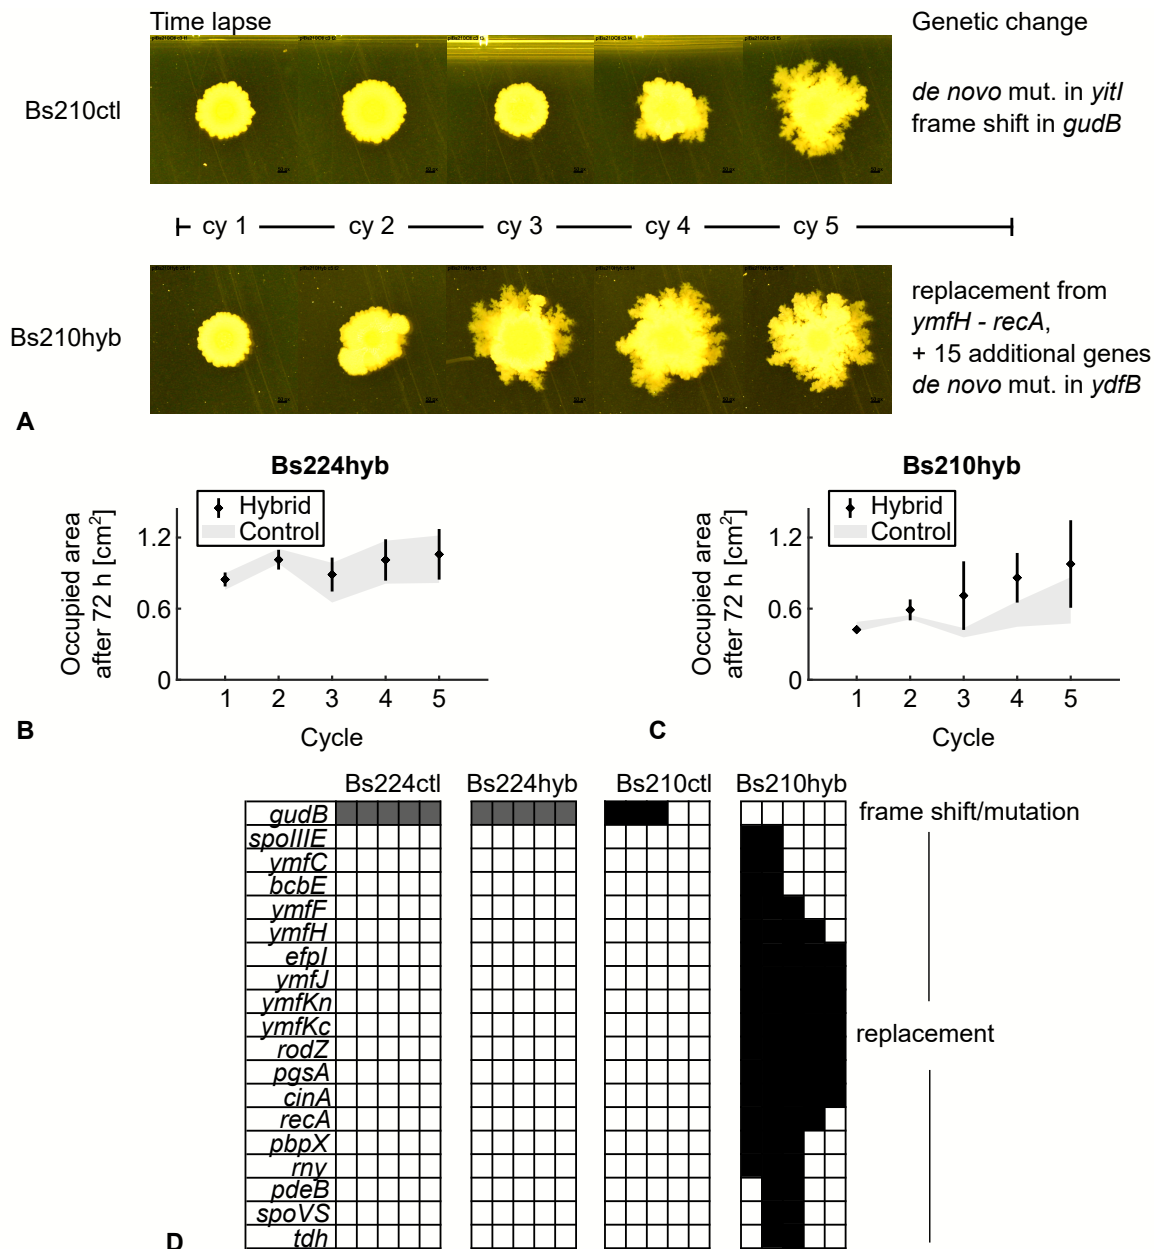 Time lapse
Genetic change
Bs210ctl
de novo mut. in yitI
frame shift in gudB
cy 1 cy 2 cy 3 cy 4 cy 5
Bs210hyb
replacement from
ymfH - recA,
+ 15 additional genes
de novo mut. in ydfB
A
Bs224hyb
Hybrid
Control
Occupied area
after 72 h [cm²]
1.2
0.6
0
1 2 3 4 5
Cycle
B
Bs210hyb
Hybrid
Control
Occupied area
after 72 h [cm²]
1.2
0.6
0
1 2 3 4 5
Cycle
C
Bs224ctl Bs224hyb Bs210ctl Bs210hyb
gudB
spoIIIE
ymfC
bcbE
ymfF
ymfH
efpI
ymfJ
ymfKn
ymfKc
rodZ
pgsA
cinA
recA
pbpX
rny
pdeB
spoVS
tdh
frame shift/mutation
replacement
D